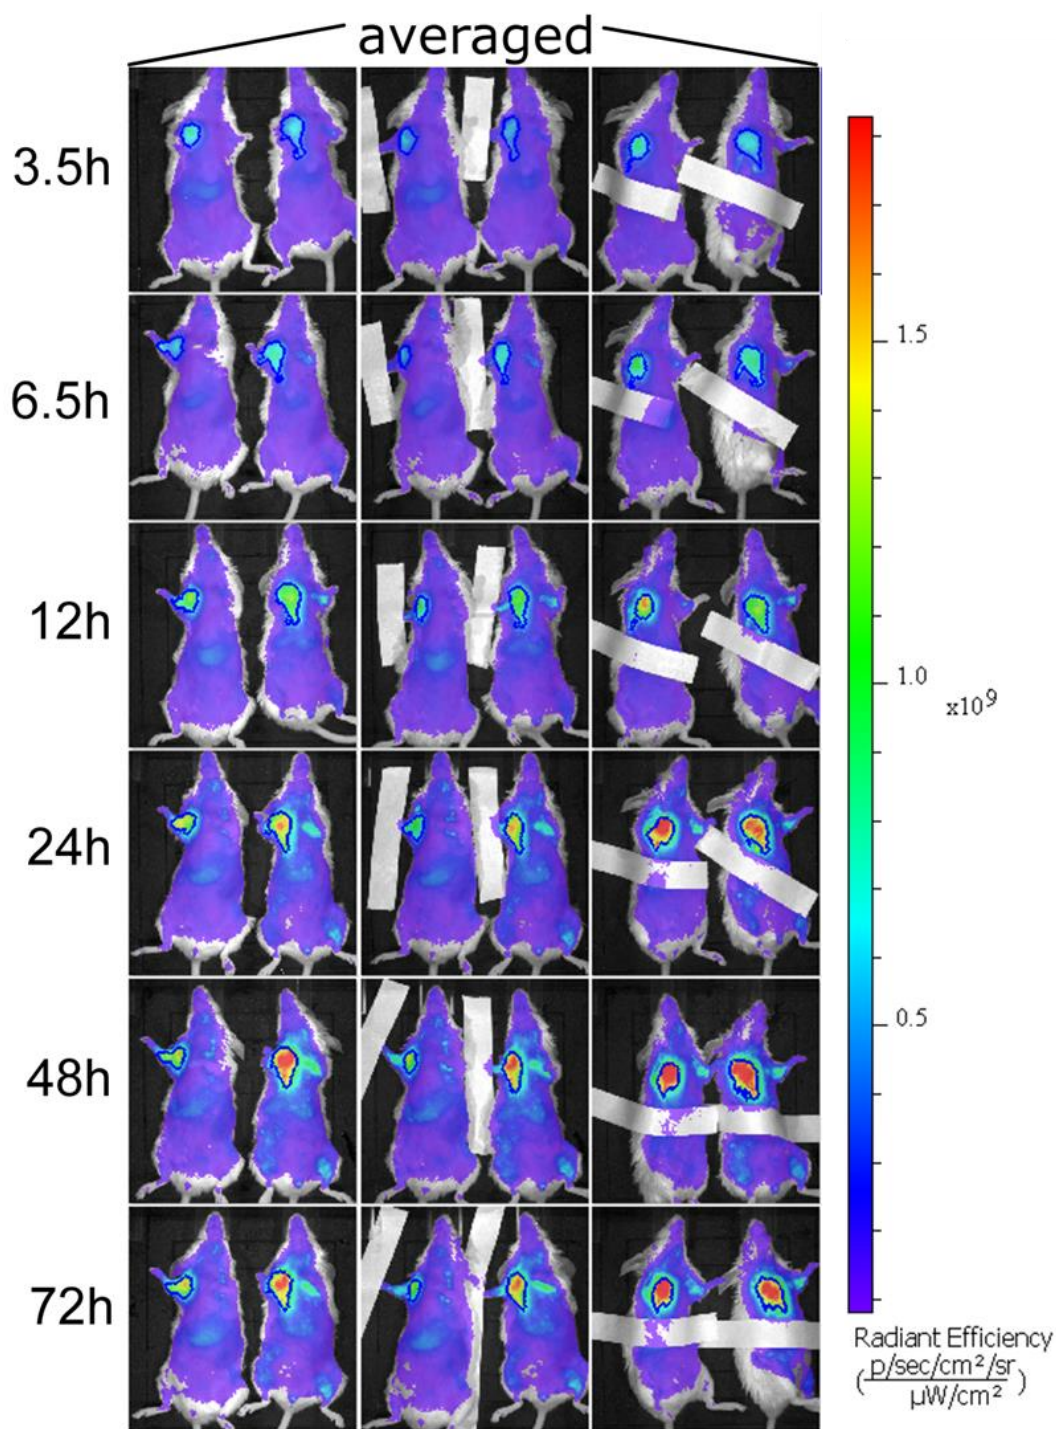 averaged
3.5h
6.5h
12h
24h
48h
72h
1.5
1.0
x10⁹
0.5
Radiant Efficiency
(p/sec/cm²/sr
µW/cm²)